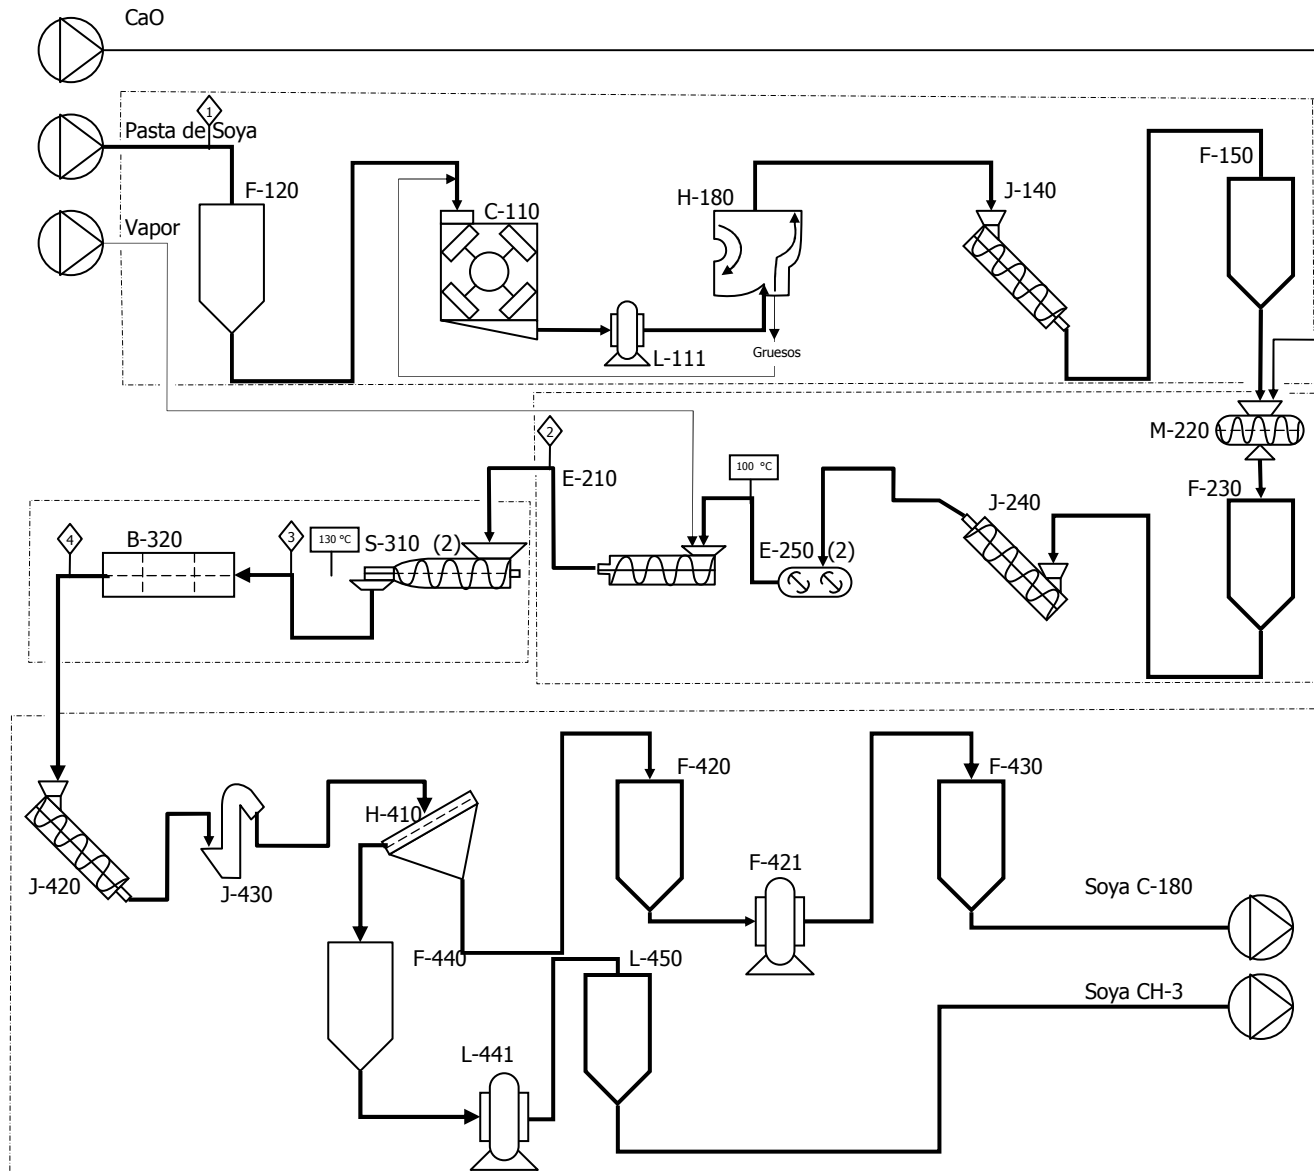 CaO
1
Pasta de Soya
F-120
F-150
C-110
H-180
J-140
Vapor
L-111
Gruesos
M-220
2
100 °C
E-210
F-230
J-240
4
B-320
3
130 °C
S-310 (2)
E-250 (2)
F-420
F-430
H-410
J-420
J-430
F-421
Soya C-180
F-440
L-450
Soya CH-3
L-441